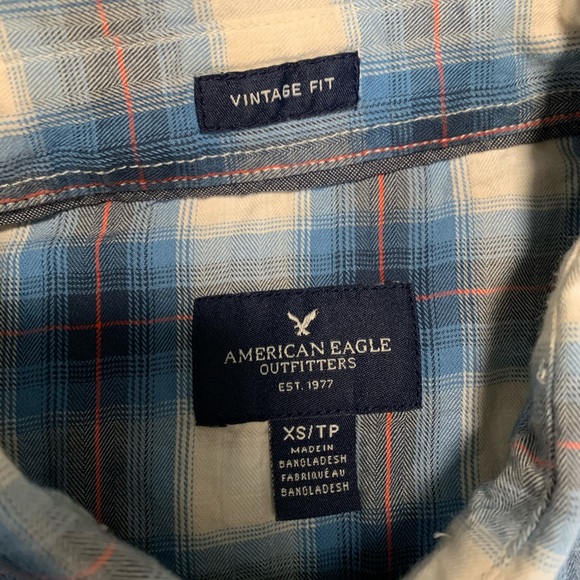 VINTAGE FIT
AMERICAN EAGLE
OUTFITTERS
EST. 1977
XS/TP
MADE IN
BANGLADESH
FABRIQUÉ AU
BANGLADESH